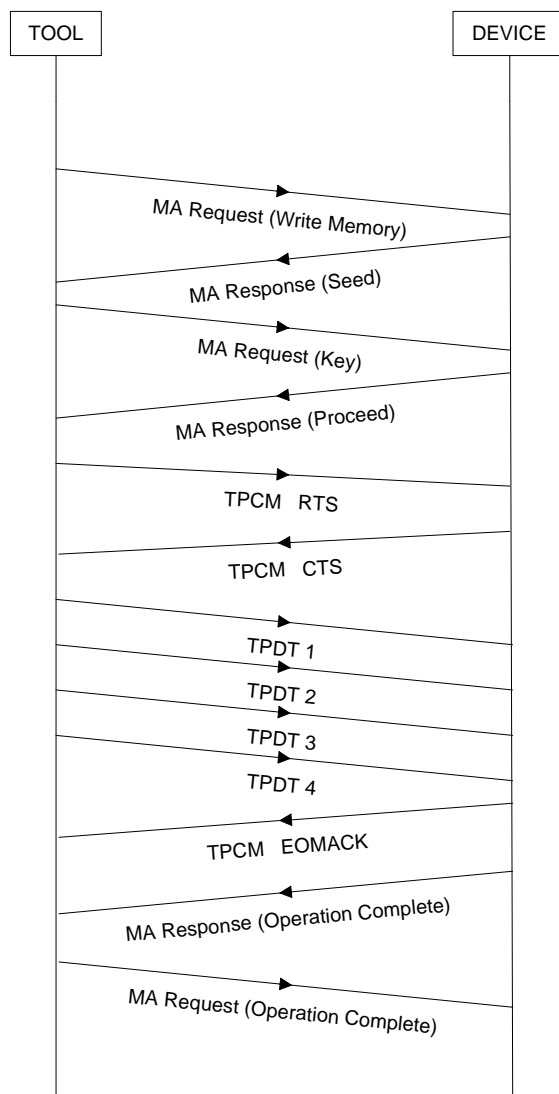 TOOL
DEVICE
MA Request (Write Memory)
MA Response (Seed)
MA Request (Key)
MA Response (Proceed)
TPCM   RTS
TPCM   CTS
TPDT 1
TPDT 2
TPDT 3
TPDT 4
TPCM   EOMACK
MA Response (Operation Complete)
MA Request (Operation Complete)